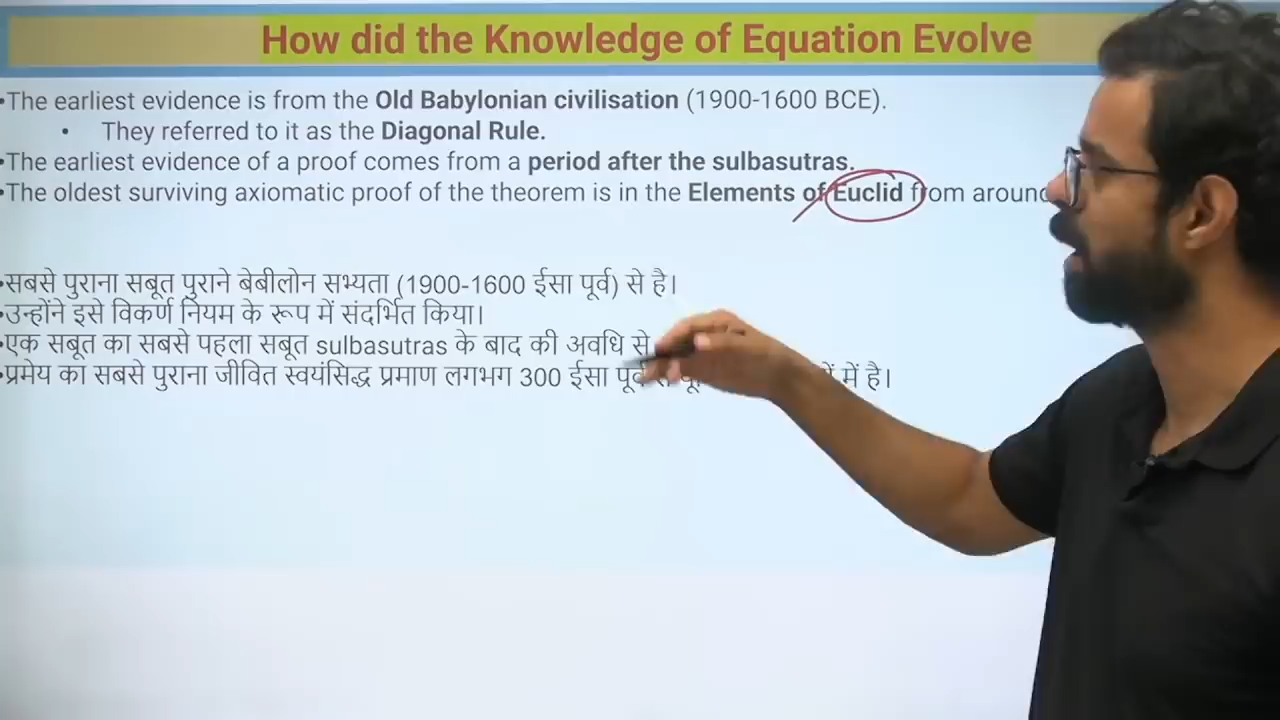 How did the Knowledge of Equation Evolve
•The earliest evidence is from the Old Babylonian civilisation (1900-1600 BCE).
• They referred to it as the Diagonal Rule.
•The earliest evidence of a proof comes from a period after the sulbasutras.
•The oldest surviving axiomatic proof of the theorem is in the Elements of Euclid from around
•सबसे पुराना सबूत पुराने बेबीलोन सभ्यता (1900-1600 ईसा पूर्व) से है।
•उन्होंने इसे विकर्ण नियम के रूप में संदर्भित किया।
•एक सबूत का सबसे पहला सबूत sulbasutras के बाद की अवधि से
•प्रमेय का सबसे पुराना जीवित स्वयंसिद्ध प्रमाण लगभग 300 ईसा पूर्व में है।